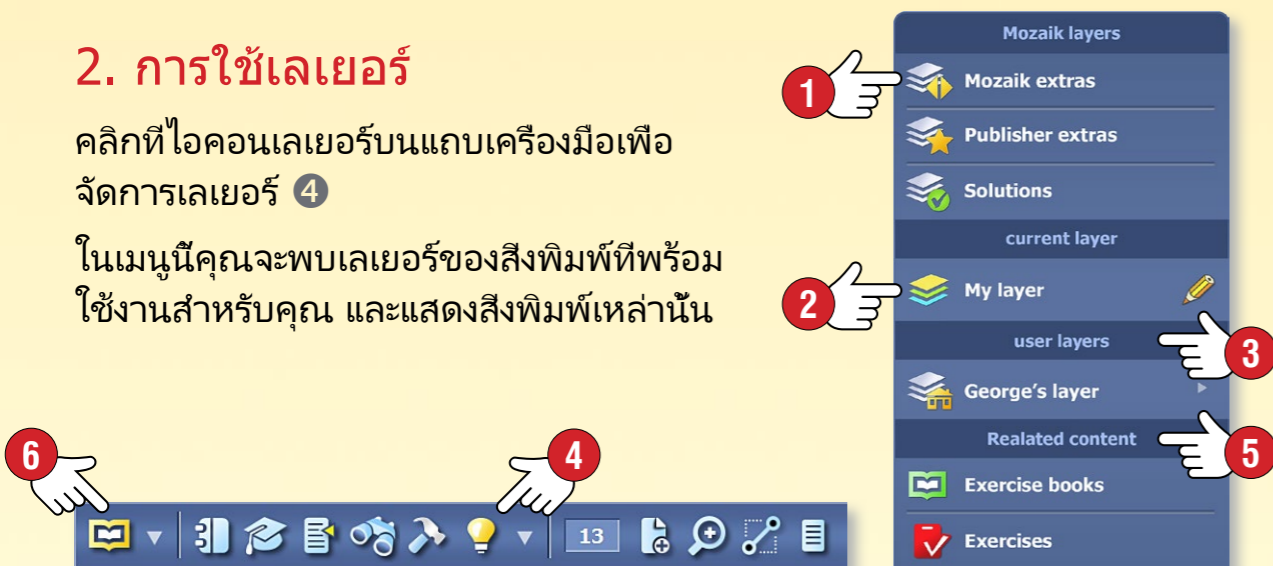 2. การใช้เลเยอร์
คลิกที่ไอคอนเลเยอร์บนแถบเครื่องมือเพื่อ
จัดการเลเยอร์ 4
ในเมนูนี้คุณจะพบเลเยอร์ของสิ่งพิมพ์ที่พร้อม
ใช้งานสำหรับคุณ และแสดงสิ่งพิมพ์เหล่านั้น
6
4
13
Mozaik layers
1
Mozaik extras
Publisher extras
Solutions
current layer
2
My layer
user layers
3
George's layer
Realated content
5
Exercise books
Exercises